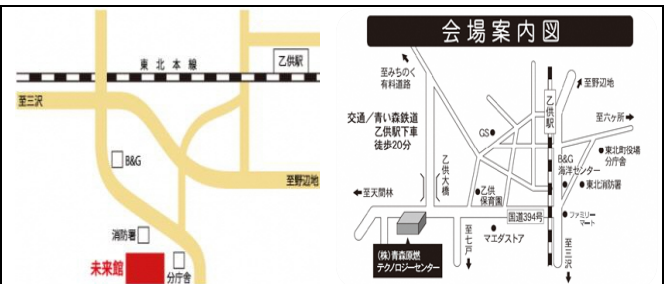 東北本線
乙供駅
至三沢
B&G
至野辺地
消防署
未来館
分庁舎
会場案内図
至みちのく
有料道路
至野辺地
乙供駅
至六ヶ所
交通／青い森鉄道
乙供駅下車
徒歩20分
GS
東北町役場
分庁舎
B&G
海洋センター
東北消防署
乙供大橋
乙供
保育園
至天間林
国道394号
ファミリー
マート
至七戸
マエダストア
至三沢
(株)青森原燃
テクノロジーセンター